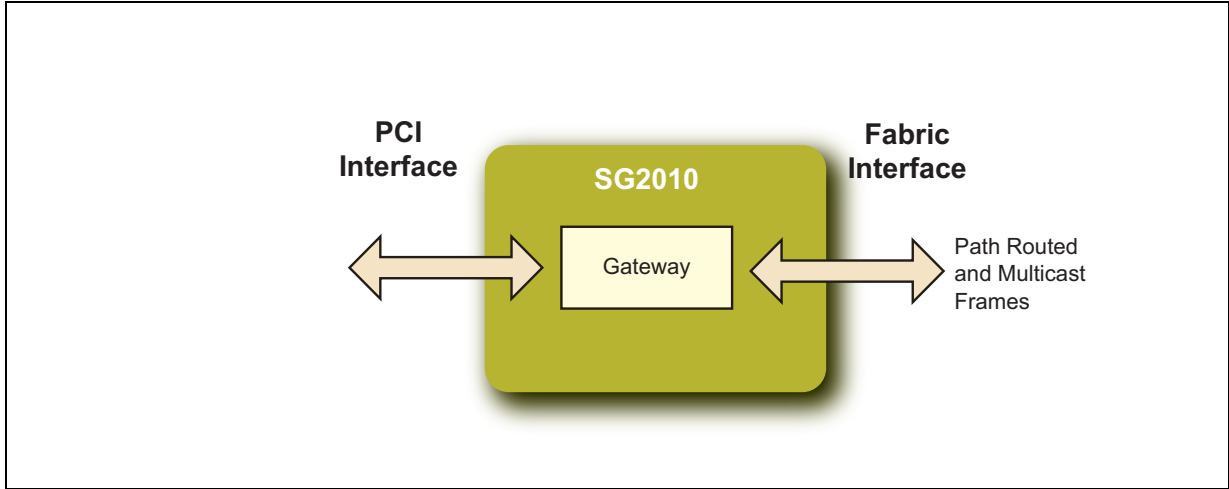 PCI
Interface
Fabric
Interface
SG2010
Gateway
Path Routed
and Multicast
Frames